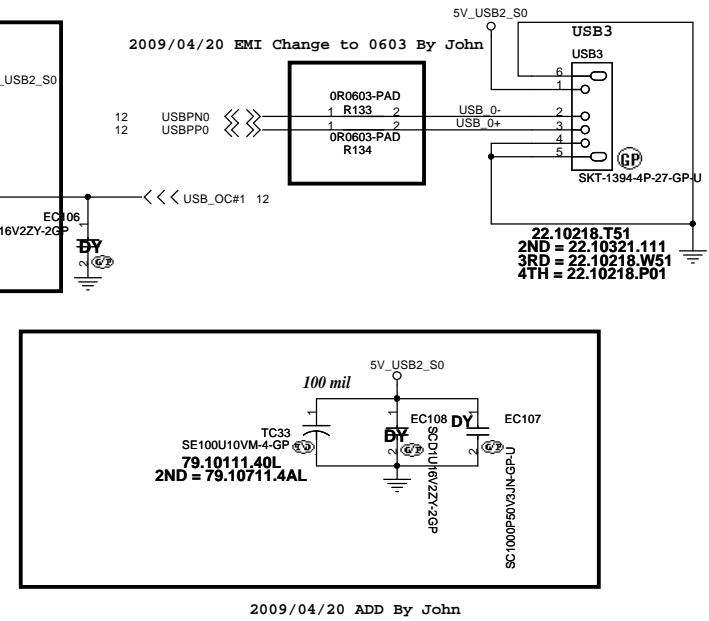 5V_USB2_S0
USB3
2009/04/20 EMI Change to 0603 By John
USB3
_USB2_S0
6
1
0R0603-PAD
1 R133 2
12 USBPN0
USB_0-
2
12 USBPP0
1 2
USB_0+
3
0R0603-PAD
R134
4
5
GP
SKT-1394-4P-27-GP-U
USB_OC#1 12
EC106
1
16V2ZY-2GP
DY
2
G/P
22.10218.T51
2ND = 22.10321.111
3RD = 22.10218.W51
4TH = 22.10218.P01
5V_USB2_S0
100 mil
1
1
1
TC33
EC108
DY
EC107
SE100U10VM-4-GP
DY
2
G/P
2
G/P
SCD1U16V2ZY-2GP
SC1000P50V3JN-GP-U
79.10111.40L
2ND = 79.10711.4AL
2009/04/20 ADD By John